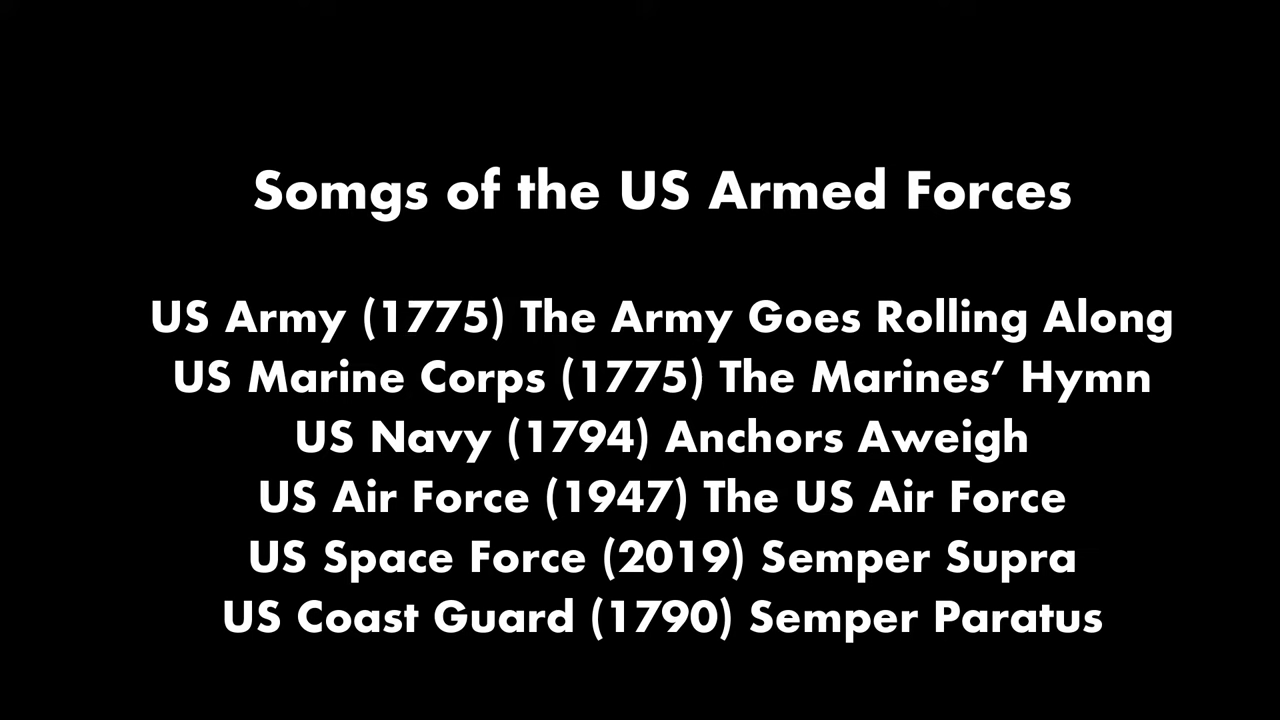 Somgs of the US Armed Forces
US Army (1775) The Army Goes Rolling Along
US Marine Corps (1775) The Marines’ Hymn
US Navy (1794) Anchors Aweigh
US Air Force (1947) The US Air Force
US Space Force (2019) Semper Supra
US Coast Guard (1790) Semper Paratus